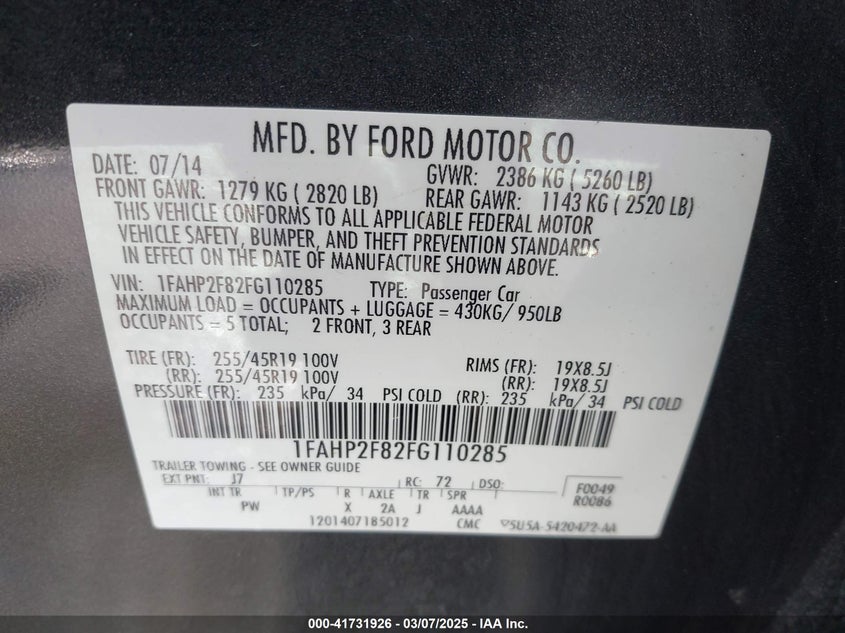 MFD. BY FORD MOTOR CO.
DATE: 07/14 GVWR: 2386 KG ( 5260 LB)
FRONT GAWR: 1279 KG ( 2820 LB) REAR GAWR: 1143 KG ( 2520 LB)
THIS VEHICLE CONFORMS TO ALL APPLICABLE FEDERAL MOTOR
VEHICLE SAFETY, BUMPER, AND THEFT PREVENTION STANDARDS
IN EFFECT ON THE DATE OF MANUFACTURE SHOWN ABOVE.
VIN: 1FAHP2F82FG110285 TYPE: Passenger Car
MAXIMUM LOAD = OCCUPANTS + LUGGAGE = 430KG/ 950LB
OCCUPANTS = 5 TOTAL; 2 FRONT, 3 REAR
TIRE (FR): 255/45R19 100V RIMS (FR): 19X8.5J
(RR): 255/45R19 100V (RR): 19X8.5J
PRESSURE (FR): 235 kPa/ 34 PSI COLD (RR): 235 kPa/ 34 PSI COLD
1FAHP2F82FG110285
TRAILER TOWING - SEE OWNER GUIDE
EXT PNT: J7 RC: 72 DSO: F0049
INT TR TP/PS R AXLE TR SPR R0086
PW X 2A J AAAA
1201407185012 CMC 5U5A-5420472-AA
000-41731926 - 03/07/2025 - IAA Inc.